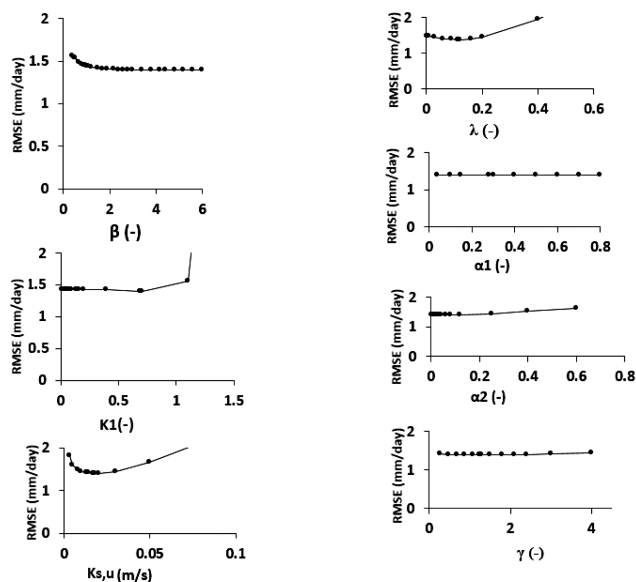 2
1.5
1
0.5
0
RMSE (mm/day)
0 2 4 6
β (-)
2
1.5
1
0.5
0
RMSE (mm/day)
0 0.5 1 1.5
K1(-)
2
1.5
1
0.5
0
RMSE (mm/day)
0 0.05 0.1
Ks,u (m/s)
2
1
0
RMSE (mm/day)
0 0.2 0.4 0.6
λ (-)
2
1
0
RMSE (mm/day)
0 0.2 0.4 0.6 0.8
α1 (-)
2
1
0
RMSE (mm/day)
0 0.2 0.4 0.6 0.8
α2 (-)
2
1
0
RMSE (mm/day)
0 2 4
γ (-)